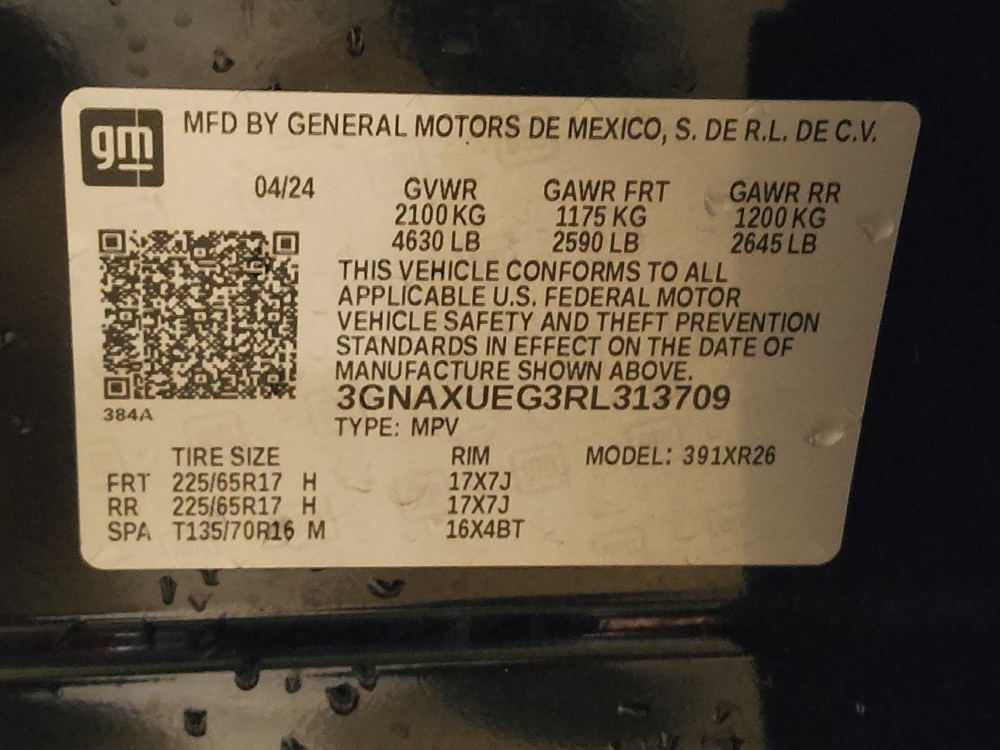 gm
MFD BY GENERAL MOTORS DE MEXICO, S. DE R.L. DE C.V.
04/24 GVWR GAWR FRT GAWR RR
2100 KG 1175 KG 1200 KG
4630 LB 2590 LB 2645 LB
THIS VEHICLE CONFORMS TO ALL
APPLICABLE U.S. FEDERAL MOTOR
VEHICLE SAFETY AND THEFT PREVENTION
STANDARDS IN EFFECT ON THE DATE OF
MANUFACTURE SHOWN ABOVE.
3GNAXUEG3RL313709
384A
TYPE: MPV
TIRE SIZE RIM MODEL: 391XR26
FRT 225/65R17 H 17X7J
RR 225/65R17 H 17X7J
SPA T135/70R16 M 16X4BT